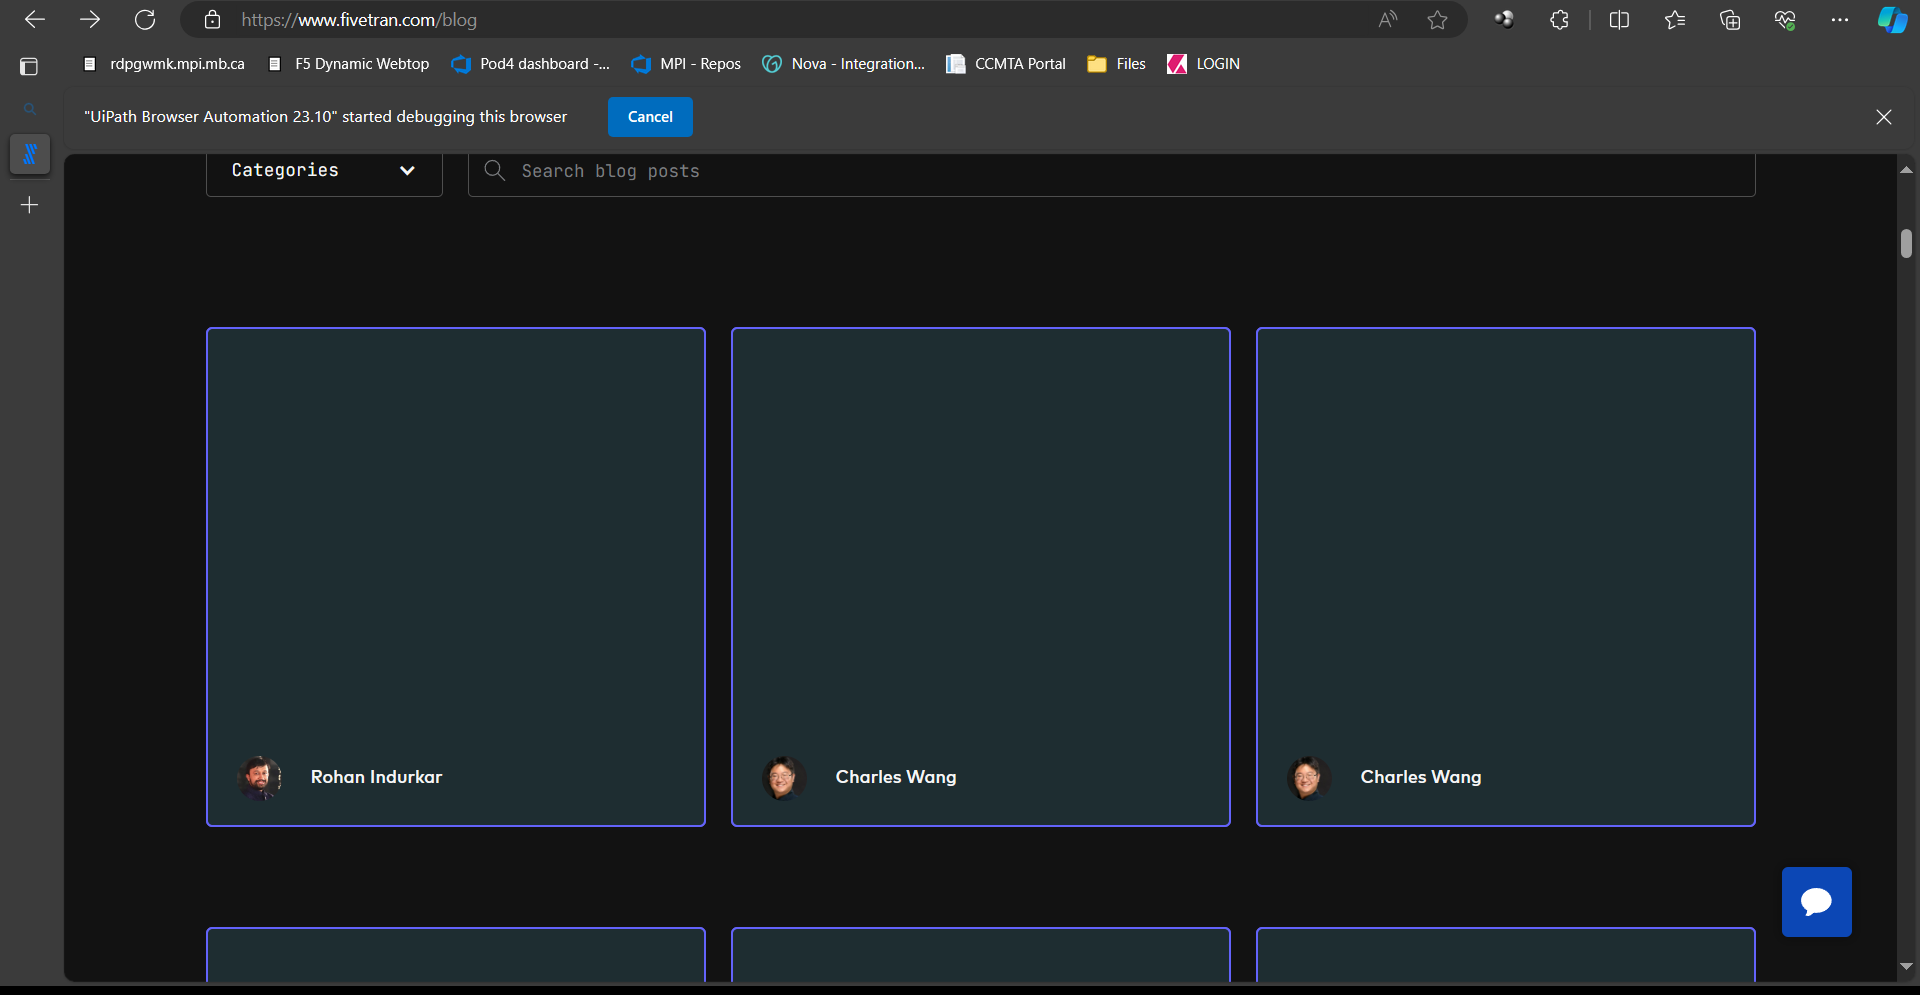 https://www.fivetran.com/blog
rdpgwmk.mpi.mb.ca F5 Dynamic Webtop Pod4 dashboard -... MPI - Repos Nova - Integration... CCMTA Portal Files LOGIN
"UiPath Browser Automation 23.10" started debugging this browser Cancel
Categories Search blog posts
Rohan Indurkar Charles Wang Charles Wang